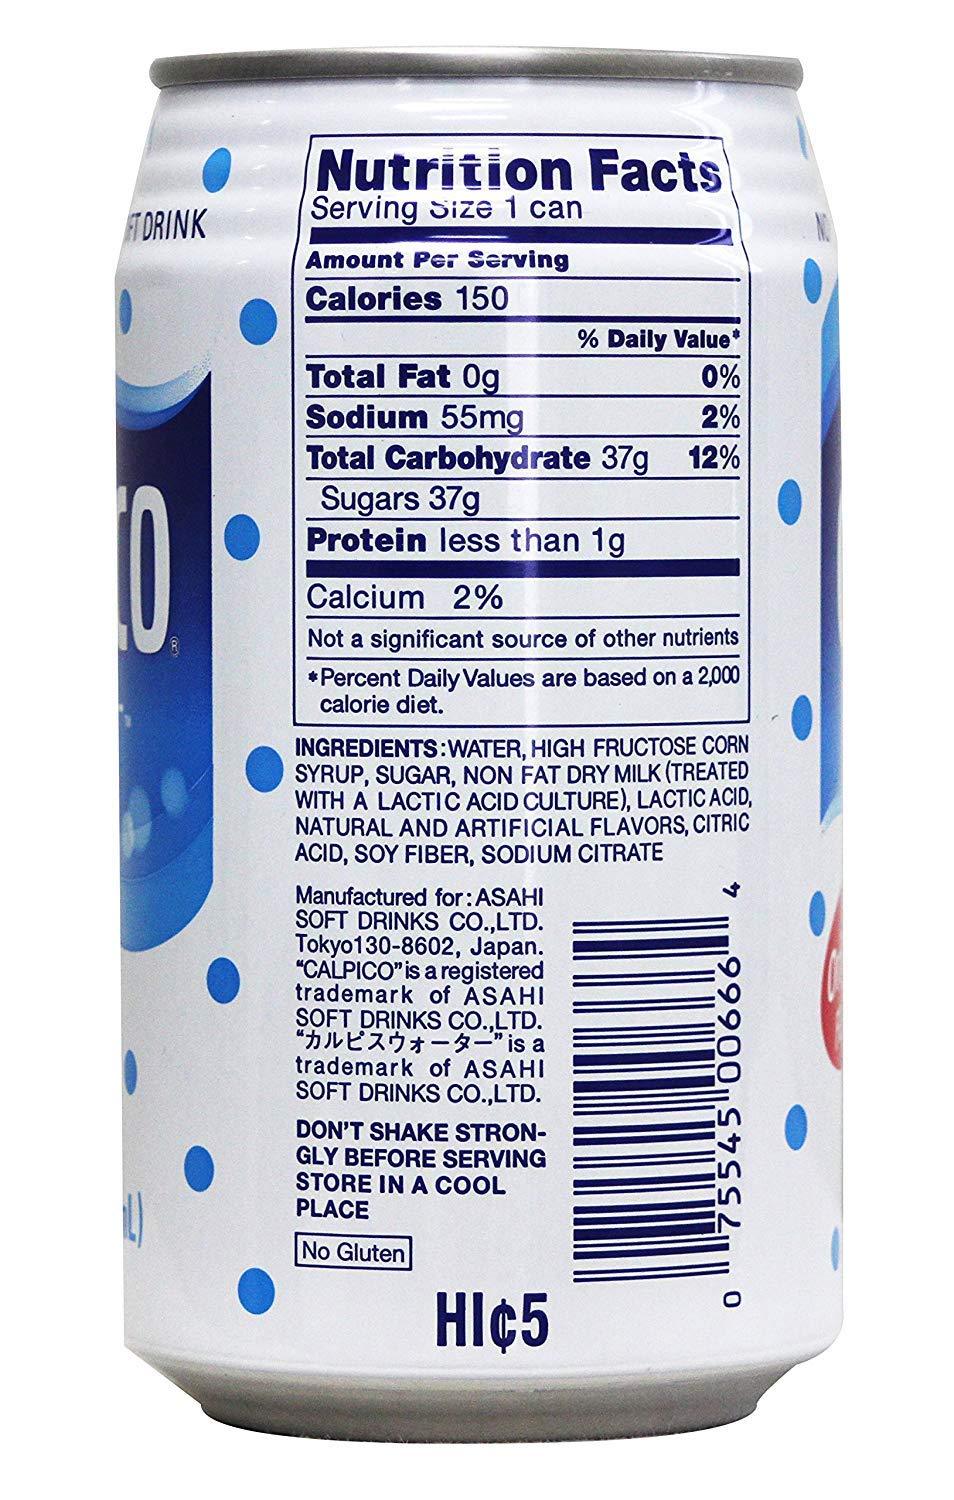 FT DRINK
CO®
Nutrition Facts
Serving Size 1 can
Amount Per Serving
Calories 150
% Daily Value*
Total Fat 0g 0%
Sodium 55mg 2%
Total Carbohydrate 37g 12%
Sugars 37g
Protein less than 1g
Calcium 2%
Not a significant source of other nutrients
*Percent Daily Values are based on a 2,000
calorie diet.
INGREDIENTS:WATER, HIGH FRUCTOSE CORN
SYRUP, SUGAR, NON FAT DRY MILK (TREATED
WITH A LACTIC ACID CULTURE), LACTIC ACID,
NATURAL AND ARTIFICIAL FLAVORS, CITRIC
ACID, SOY FIBER, SODIUM CITRATE
Manufactured for: ASAHI
SOFT DRINKS CO.,LTD.
Tokyo130-8602, Japan.
"CALPICO" is a registered
trademark of ASAHI
SOFT DRINKS CO.,LTD.
"カルピスウォーター" is a
trademark of ASAHI
SOFT DRINKS CO.,LTD.
DON'T SHAKE STRON-
GLY BEFORE SERVING
STORE IN A COOL
PLACE
No Gluten
0 75545 00666 4
HI¢5